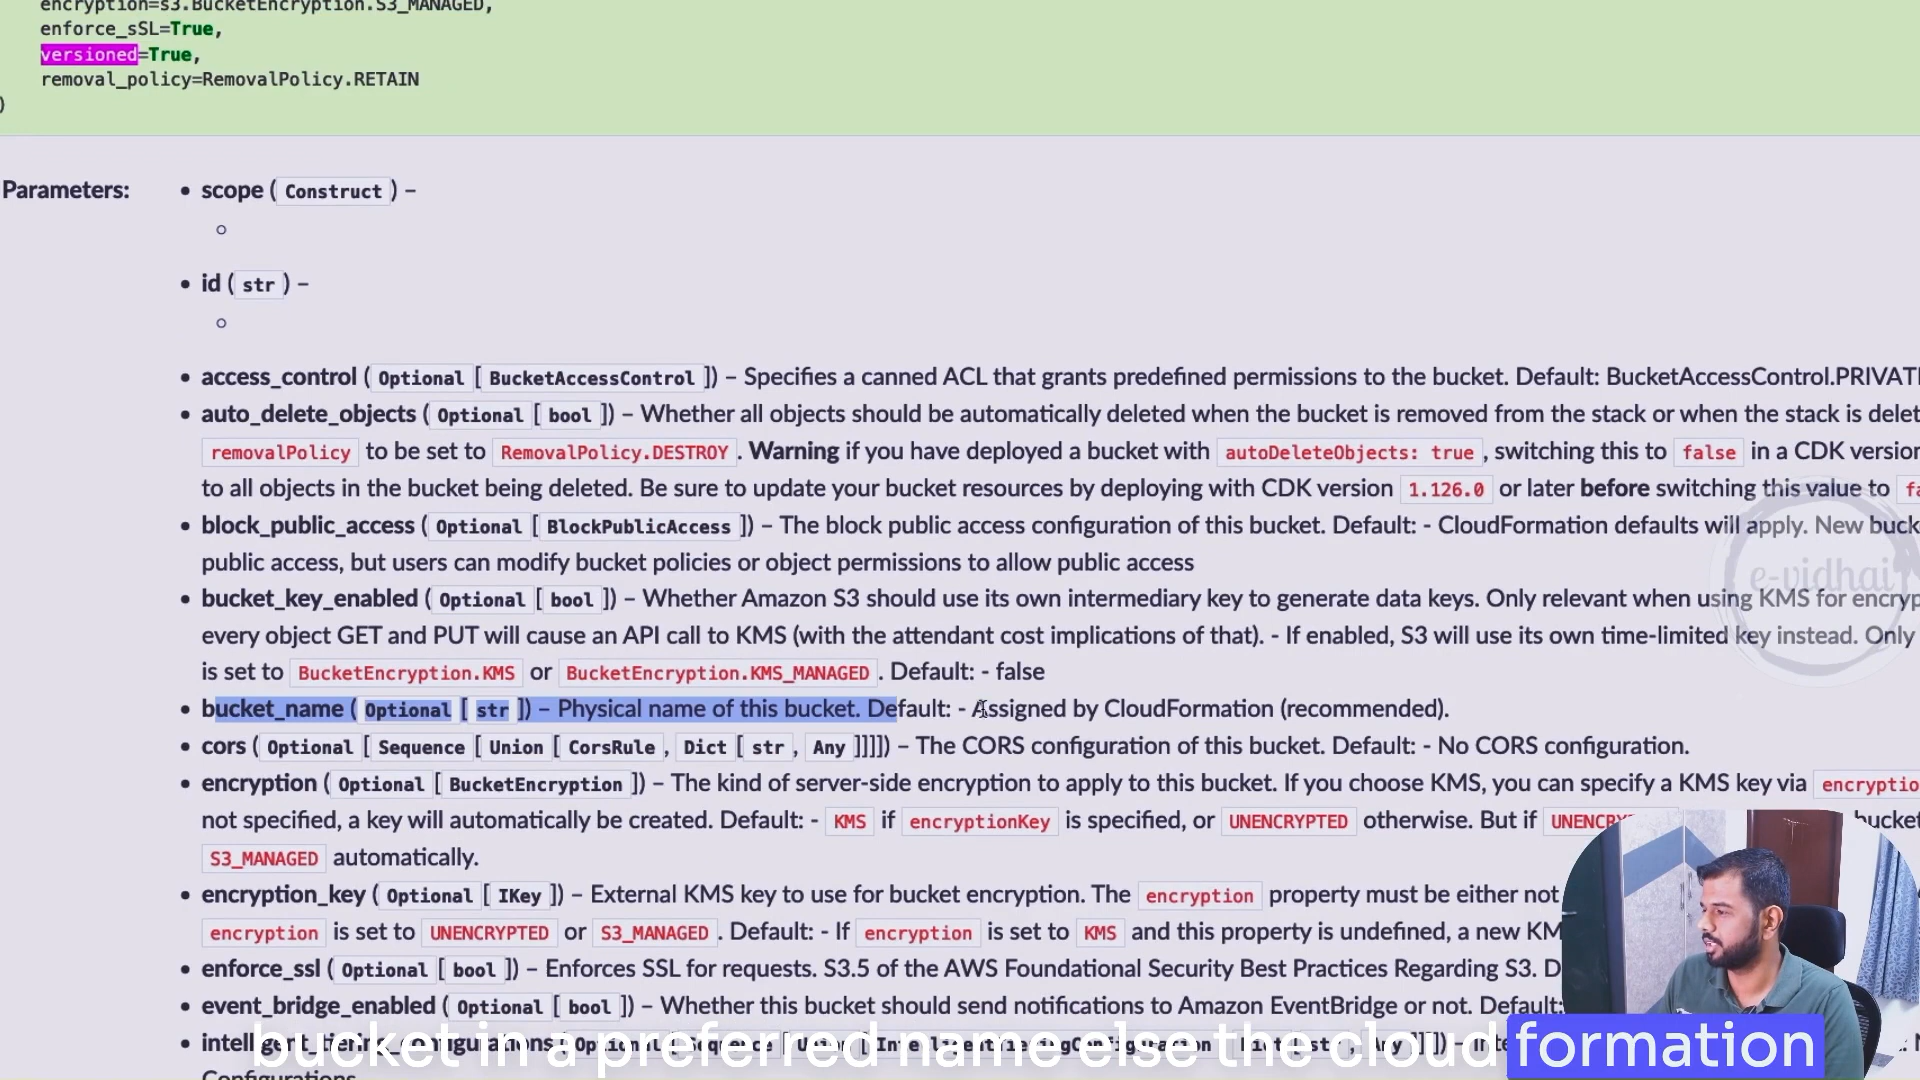 encryption=s3.BucketEncryption.S3_MANAGED,
enforce_sSL=True,
versioned=True,
removal_policy=RemovalPolicy.RETAIN
)
Parameters:
• scope ( Construct ) –
• id ( str ) –
• access_control ( Optional [ BucketAccessControl ]) – Specifies a canned ACL that grants predefined permissions to the bucket. Default: BucketAccessControl.PRIVAT
• auto_delete_objects ( Optional [ bool ]) – Whether all objects should be automatically deleted when the bucket is removed from the stack or when the stack is delet
removalPolicy to be set to RemovalPolicy.DESTROY . Warning if you have deployed a bucket with autoDeleteObjects: true , switching this to false in a CDK version
to all objects in the bucket being deleted. Be sure to update your bucket resources by deploying with CDK version 1.126.0 or later before switching this value to fa
• block_public_access ( Optional [ BlockPublicAccess ]) – The block public access configuration of this bucket. Default: - CloudFormation defaults will apply. New buck
public access, but users can modify bucket policies or object permissions to allow public access
e-vidhai
• bucket_key_enabled ( Optional [ bool ]) – Whether Amazon S3 should use its own intermediary key to generate data keys. Only relevant when using KMS for encryp
every object GET and PUT will cause an API call to KMS (with the attendant cost implications of that). - If enabled, S3 will use its own time-limited key instead. Only
is set to BucketEncryption.KMS or BucketEncryption.KMS_MANAGED . Default: - false
• bucket_name ( Optional [ str ]) – Physical name of this bucket. Default: - Assigned by CloudFormation (recommended).
• cors ( Optional [ Sequence [ Union [ CorsRule , Dict [ str , Any ]]]]) – The CORS configuration of this bucket. Default: - No CORS configuration.
• encryption ( Optional [ BucketEncryption ]) – The kind of server-side encryption to apply to this bucket. If you choose KMS, you can specify a KMS key via encryptio
not specified, a key will automatically be created. Default: - KMS if encryptionKey is specified, or UNENCRYPTED otherwise. But if UNENCRY bucket
S3_MANAGED automatically.
• encryption_key ( Optional [ IKey ]) – External KMS key to use for bucket encryption. The encryption property must be either not
encryption is set to UNENCRYPTED or S3_MANAGED . Default: - If encryption is set to KMS and this property is undefined, a new KM
• enforce_ssl ( Optional [ bool ]) – Enforces SSL for requests. S3.5 of the AWS Foundational Security Best Practices Regarding S3. D
• event_bridge_enabled ( Optional [ bool ]) – Whether this bucket should send notifications to Amazon EventBridge or not. Default:
• intelligent_tiering_configurations ( Optional [ Sequence [ Union [ IntelligentTieringConfiguration , Dict [ str , Any ]]]]) – Inte
bucket in a preferred name else the cloud formation
Configurations